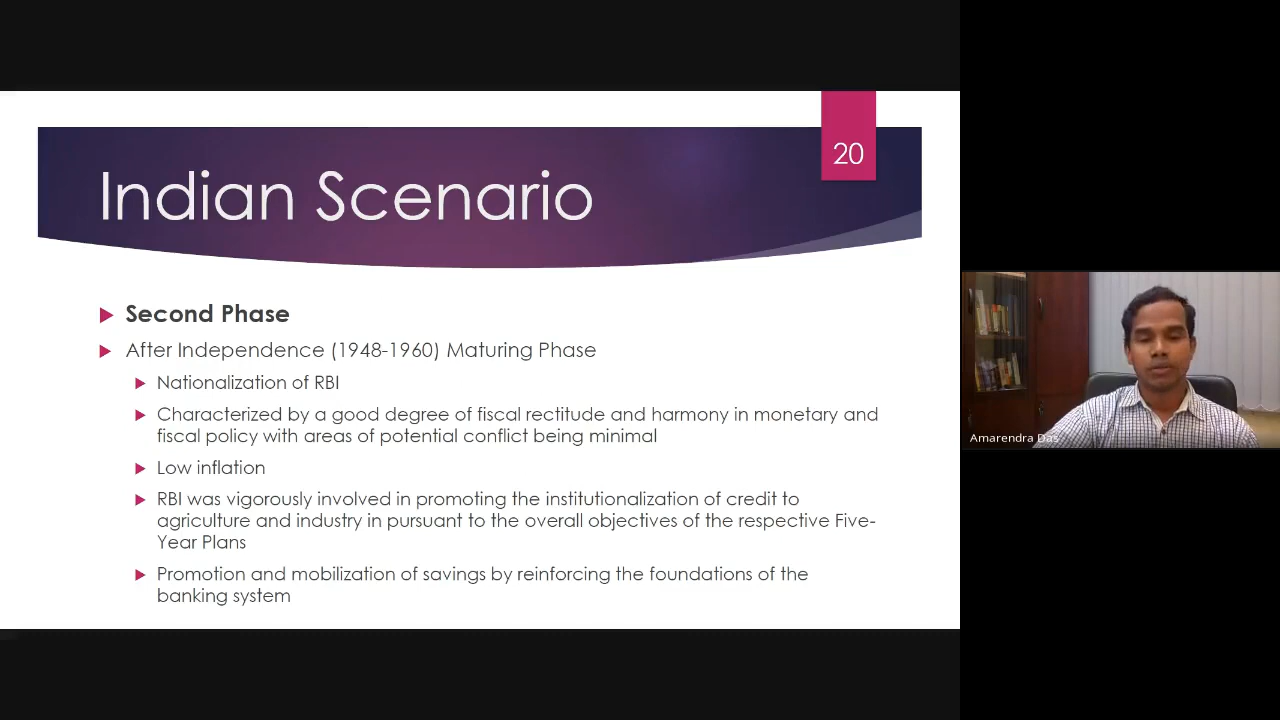 20
Indian Scenario
Second Phase
After Independence (1948-1960) Maturing Phase
Nationalization of RBI
Characterized by a good degree of fiscal rectitude and harmony in monetary and
fiscal policy with areas of potential conflict being minimal
Low inflation
RBI was vigorously involved in promoting the institutionalization of credit to
agriculture and industry in pursuant to the overall objectives of the respective Five-
Year Plans
Promotion and mobilization of savings by reinforcing the foundations of the
banking system
Amarendra Das